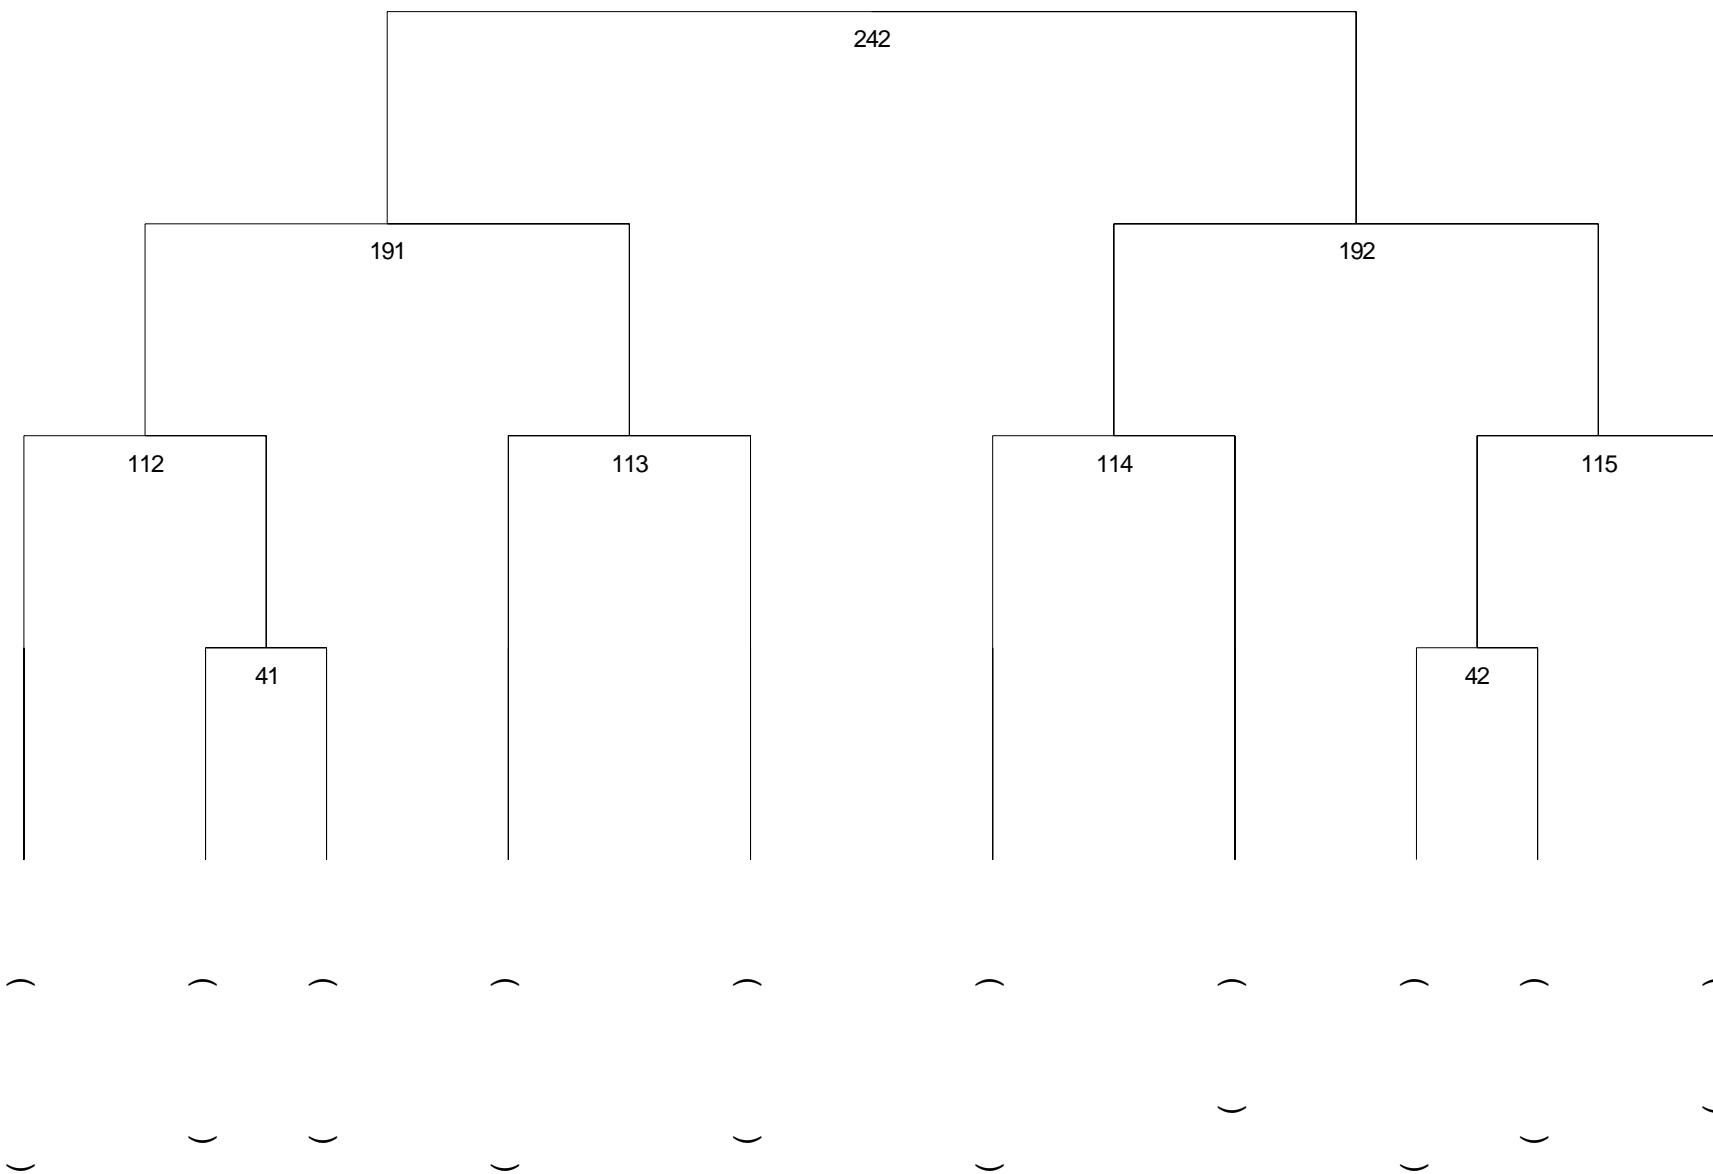 242
191 192
112 113 114 115
41 42
︵ ︵ ︵ ︵ ︵ ︵ ︵ ︵ ︵ ︵
︶ ︶
︶ ︶ ︶ ︶
︶ ︶ ︶ ︶